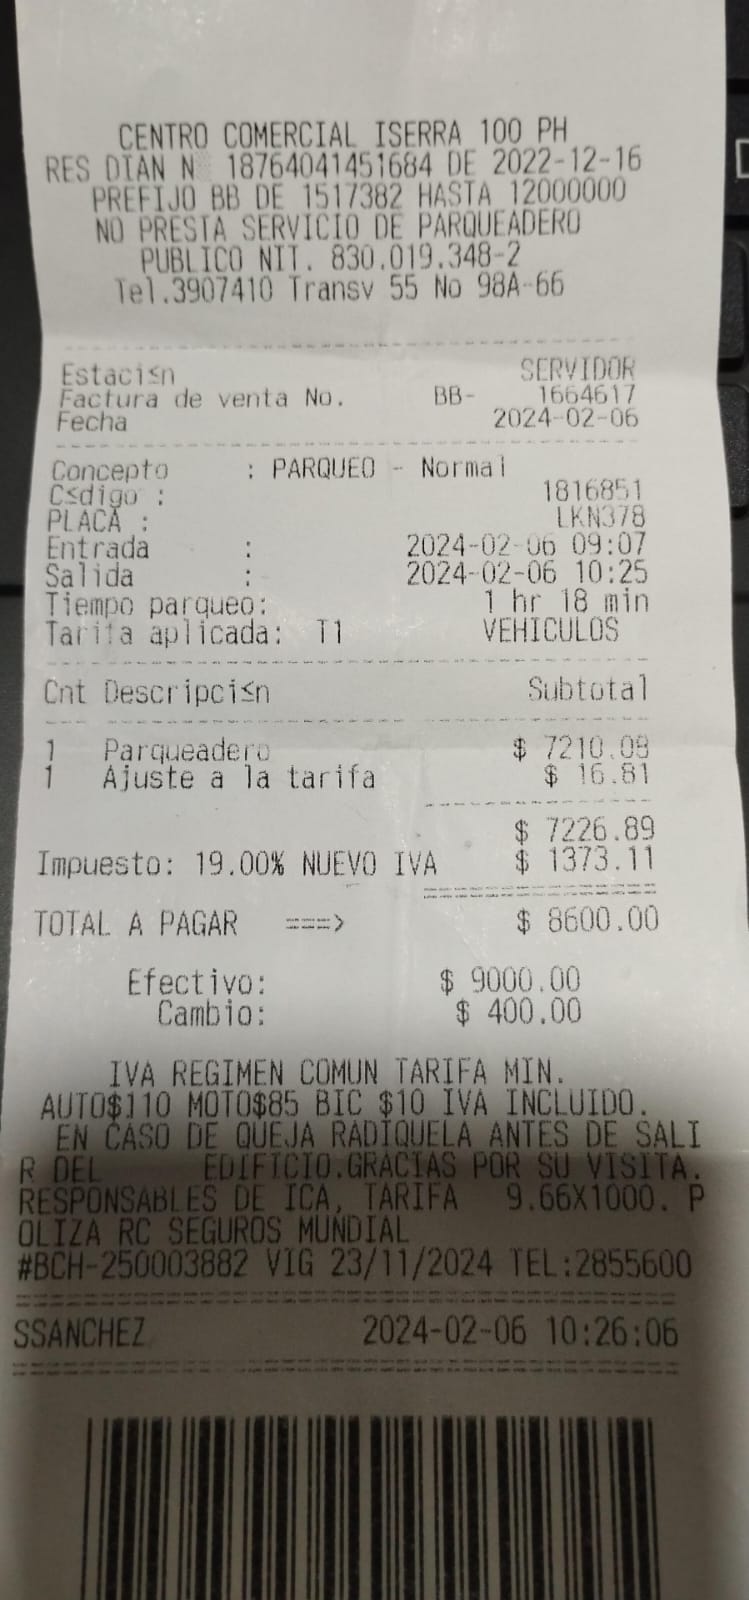 CENTRO COMERCIAL ISERRA 100 PH
RES DIAN N 18764041451684 DE 2022-12-16
PREFIJO BB DE 1517382 HASTA 12000000
NO PRESTA SERVICIO DE PARQUEADERO
PUBLICO NIT. 830.019.348-2
Tel.3907410 Transv 55 No 98A-66
Estaci≤n SERVIDOR
Factura de venta No. BB- 1664617
Fecha 2024-02-06
Concepto : PARQUEO - Normal
C≤digo : 1816851
PLACA : LKN378
Entrada : 2024-02-06 09:07
Salida : 2024-02-06 10:25
Tiempo parqueo: 1 hr 18 min
Tarifa aplicada: T1 VEHICULOS
Cnt Descripci≤n Subtotal
1 Parqueadero $ 7210.08
1 Ajuste a la tarifa $ 16.81
$ 7226.89
Impuesto: 19.00% NUEVO IVA $ 1373.11
TOTAL A PAGAR ===> $ 8600.00
Efectivo: $ 9000.00
Cambio: $ 400.00
IVA REGIMEN COMUN TARIFA MIN.
AUTO$110 MOTO$85 BIC $10 IVA INCLUIDO.
EN CASO DE QUEJA RADIQUELA ANTES DE SALI
R DEL EDIFICIO.GRACIAS POR SU VISITA.
RESPONSABLES DE ICA, TARIFA 9.66X1000. P
OLIZA RC SEGUROS MUNDIAL
#BCH-250003882 VIG 23/11/2024 TEL:2855600
SSANCHEZ 2024-02-06 10:26:06